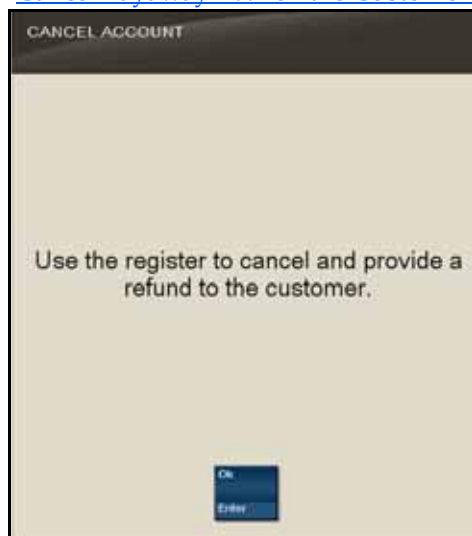 CANCEL ACCOUNT
Use the register to cancel and provide a
refund to the customer.
Ok
Enter